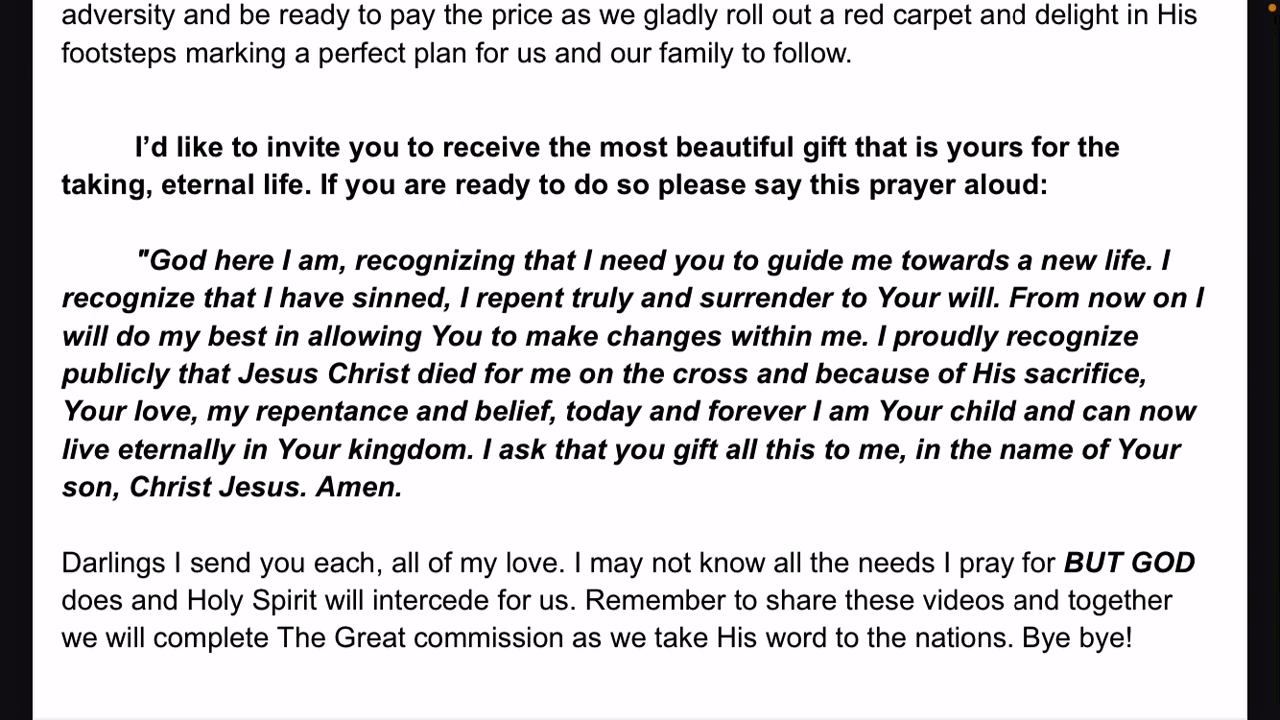 adversity and be ready to pay the price as we gladly roll out a red carpet and delight in His
footsteps marking a perfect plan for us and our family to follow.
I’d like to invite you to receive the most beautiful gift that is yours for the
taking, eternal life. If you are ready to do so please say this prayer aloud:
"God here I am, recognizing that I need you to guide me towards a new life. I
recognize that I have sinned, I repent truly and surrender to Your will. From now on I
will do my best in allowing You to make changes within me. I proudly recognize
publicly that Jesus Christ died for me on the cross and because of His sacrifice,
Your love, my repentance and belief, today and forever I am Your child and can now
live eternally in Your kingdom. I ask that you gift all this to me, in the name of Your
son, Christ Jesus. Amen.
Darlings I send you each, all of my love. I may not know all the needs I pray for BUT GOD
does and Holy Spirit will intercede for us. Remember to share these videos and together
we will complete The Great commission as we take His word to the nations. Bye bye!